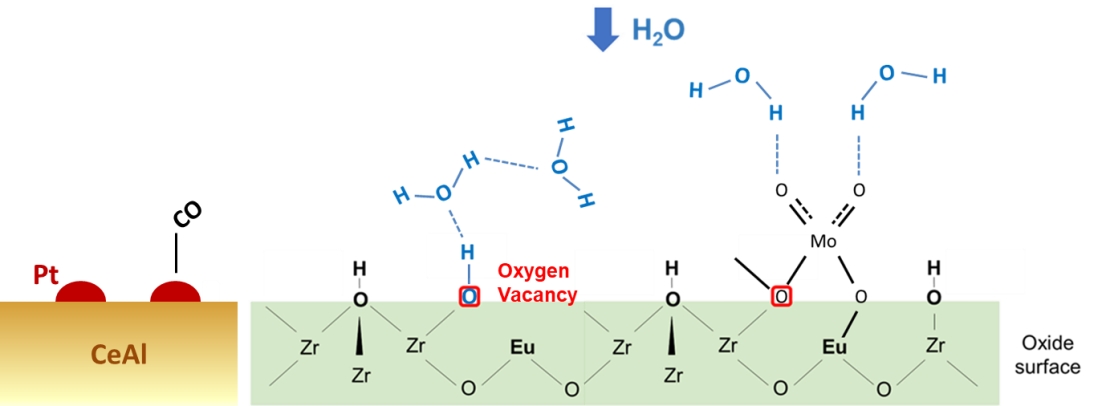 H₂O
H O H
H O H
H H
H
O
H
H O
H
O O
H
CO
Mo
H
Oxygen
Vacancy
H
H
Pt
O
O
O
O
O
O
CeAl
Zr Zr Eu Zr Zr Eu Zr
Zr Zr
O O O O
Oxide
surface